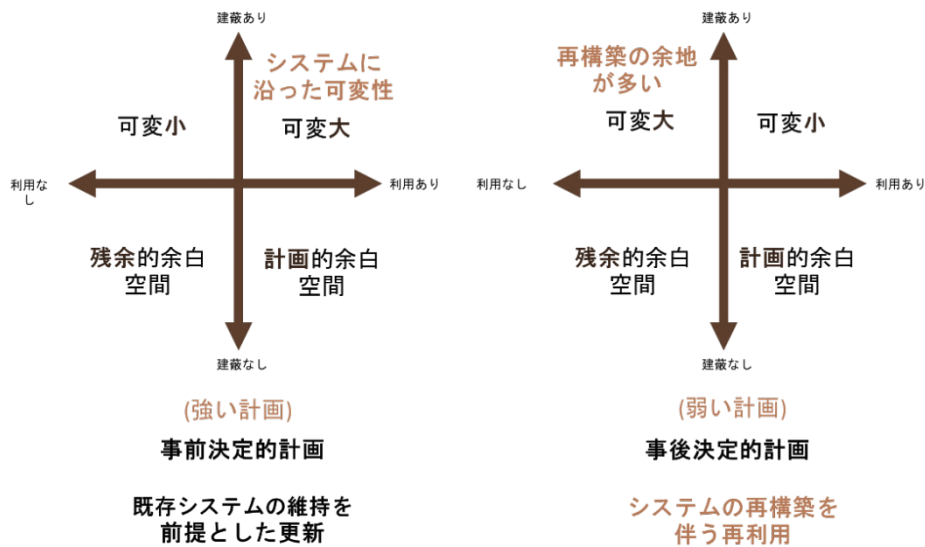 建蔽あり
システムに
沿った可変性
可変小
可変大
利用な
し
利用あり
残余的余白
空間
計画的余白
空間
建蔽なし
(強い計画)
事前決定的計画
既存システムの維持を
前提とした更新
建蔽あり
再構築の余地
が多い
可変大
可変小
利用なし
利用あり
残余的余白
空間
計画的余白
空間
建蔽なし
(弱い計画)
事後決定的計画
システムの再構築を
伴う再利用